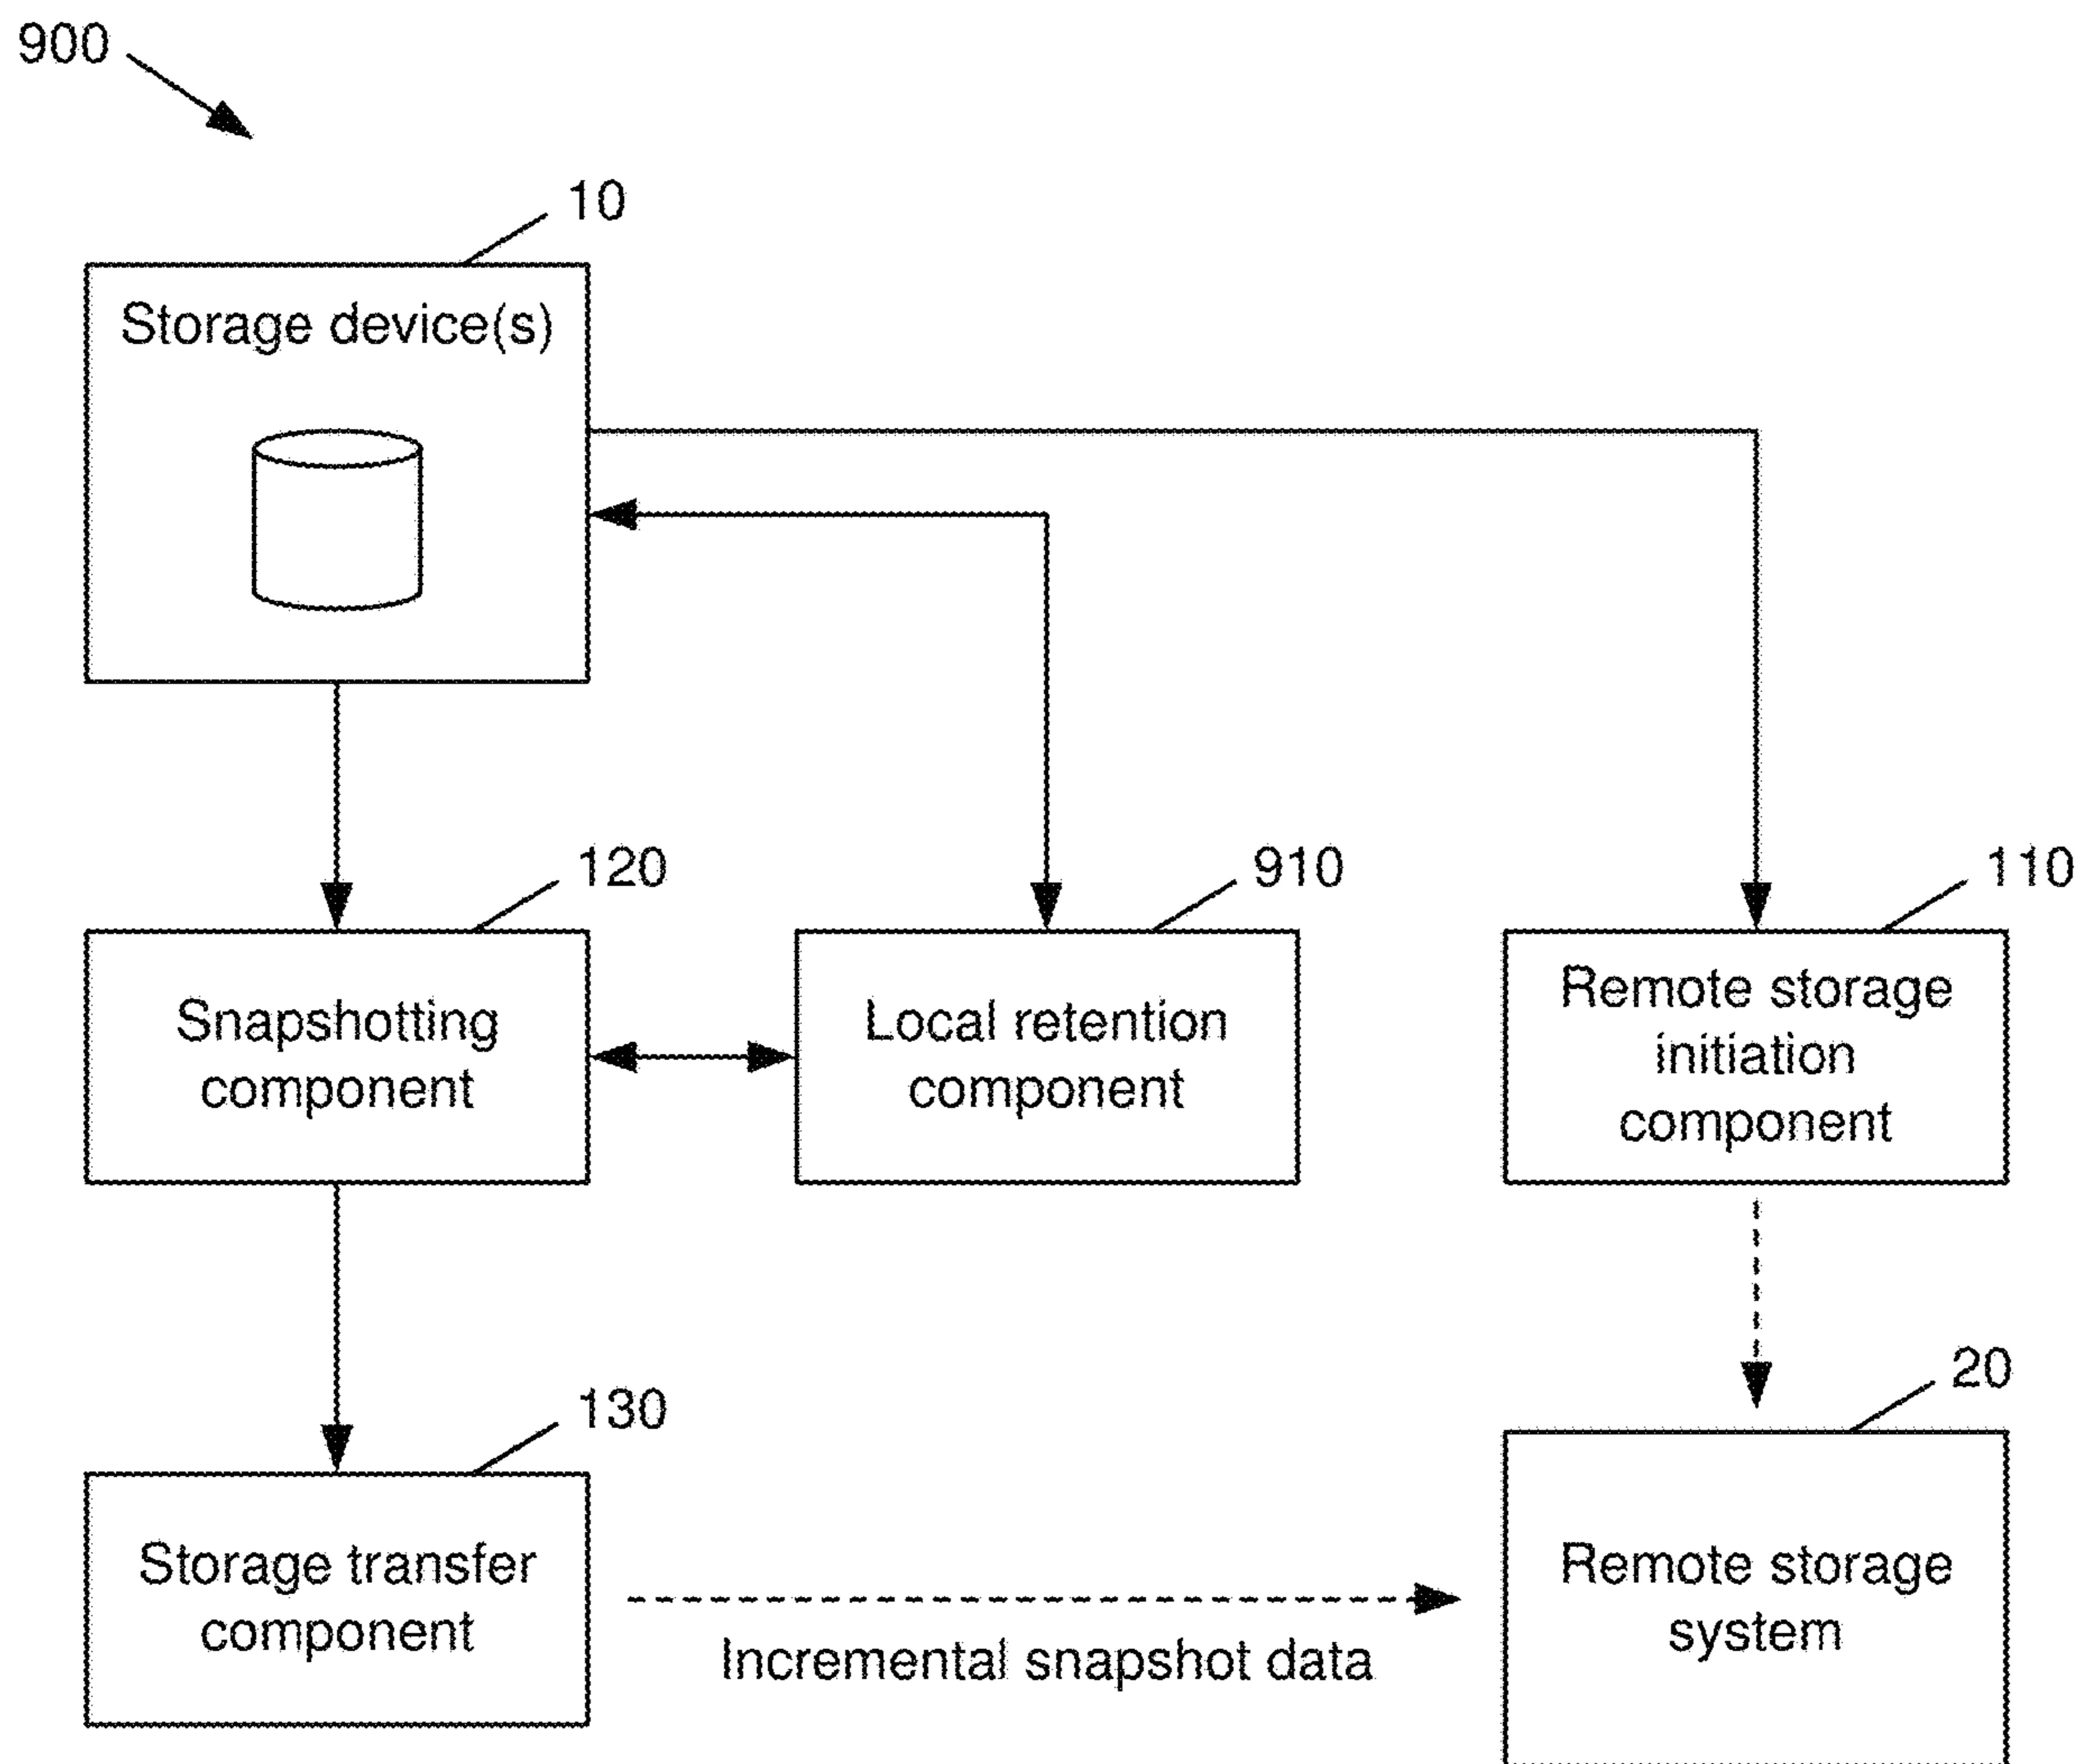 900
10
Storage device(s)
120
910
110
Snapshotting
component
Local retention
component
Remote storage
initiation
component
130
20
Storage transfer
component
Incremental snapshot data
Remote storage
system